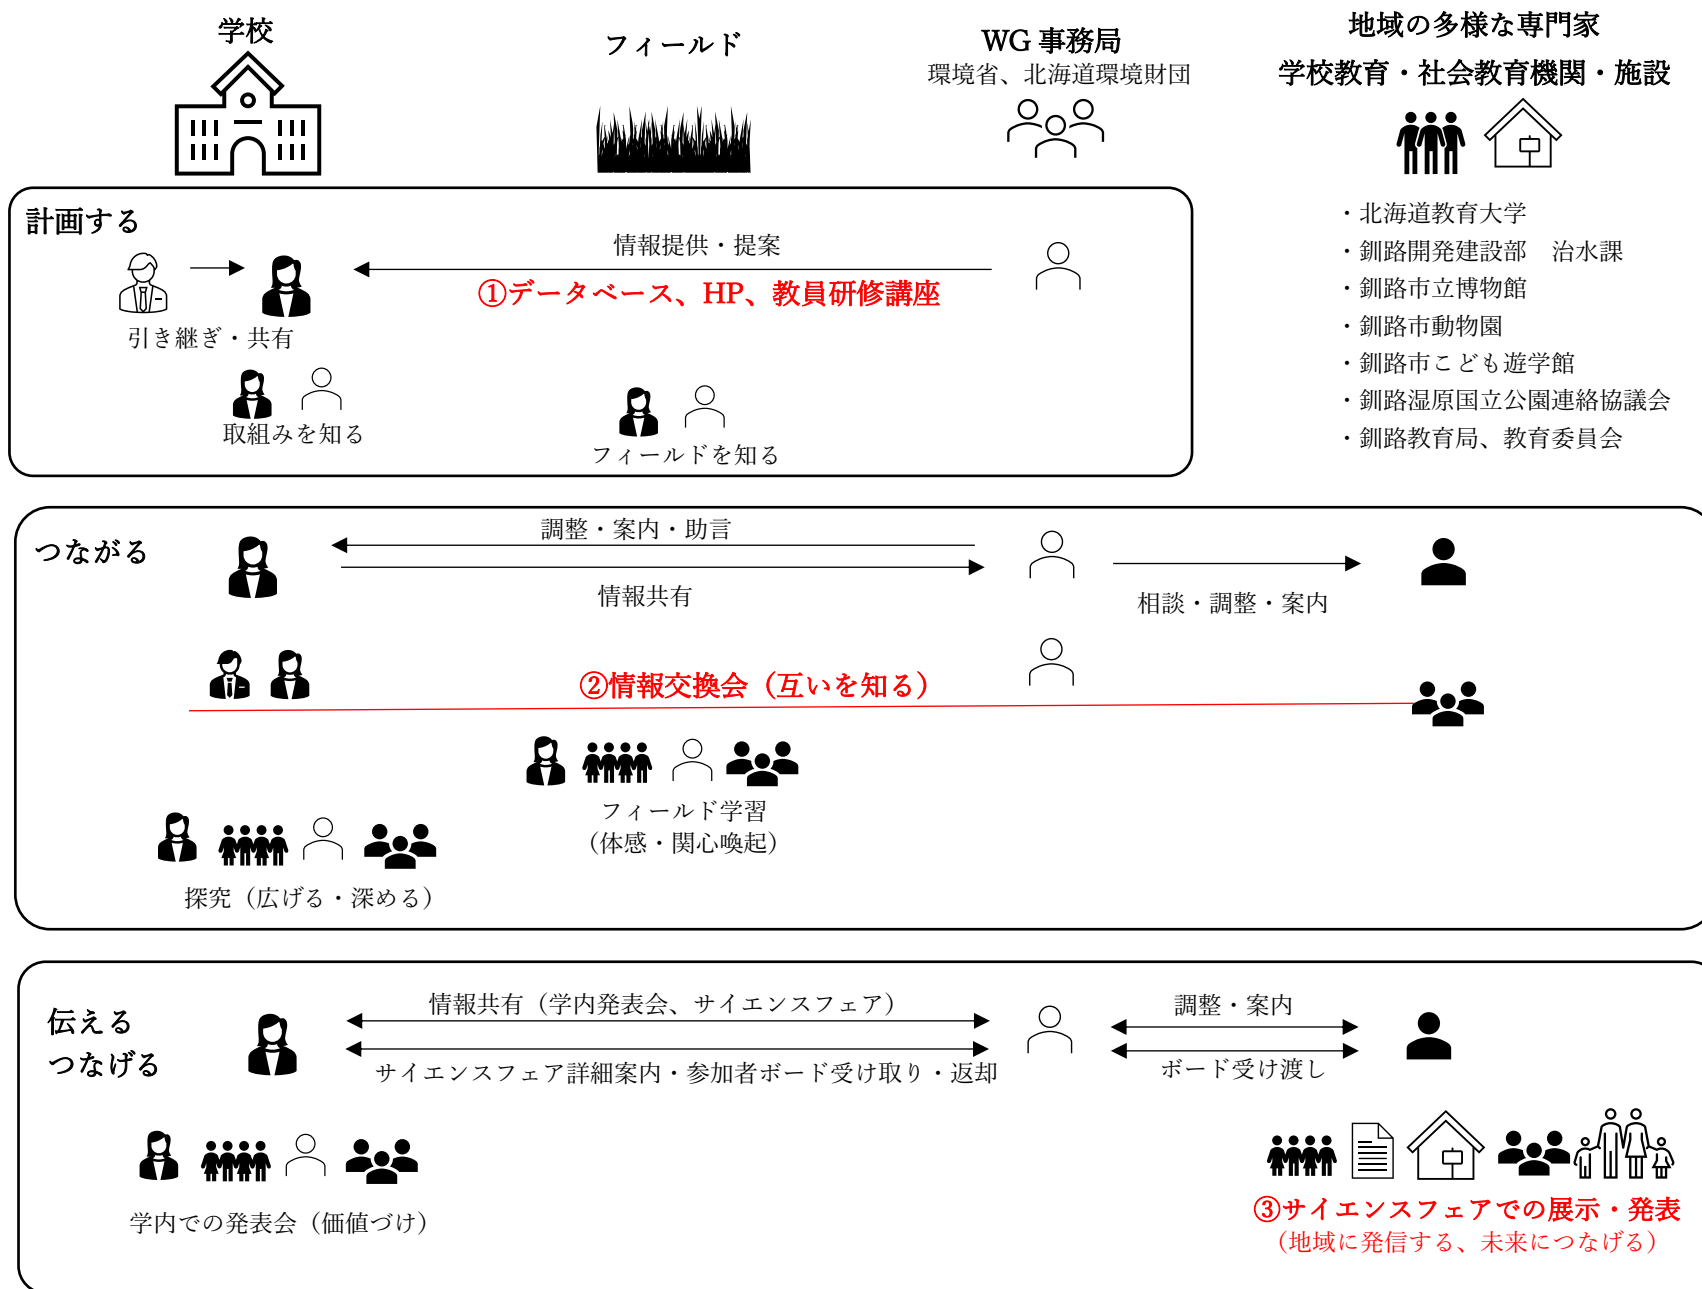 学校
フィールド
WG 事務局
環境省、北海道環境財団
地域の多様な専門家
学校教育・社会教育機関・施設
・北海道教育大学
・釧路開発建設部　治水課
・釧路市立博物館
・釧路市動物園
・釧路市こども遊学館
・釧路湿原国立公園連絡協議会
・釧路教育局、教育委員会
計画する
情報提供・提案
①データベース、HP、教員研修講座
引き継ぎ・共有
取組みを知る
フィールドを知る
つながる
調整・案内・助言
情報共有
相談・調整・案内
②情報交換会（互いを知る）
フィールド学習
（体感・関心喚起）
探究（広げる・深める）
伝える
つなげる
情報共有（学内発表会、サイエンスフェア）
サイエンスフェア詳細案内・参加者ボード受け取り・返却
調整・案内
ボード受け渡し
学内での発表会（価値づけ）
③サイエンスフェアでの展示・発表
（地域に発信する、未来につなげる）